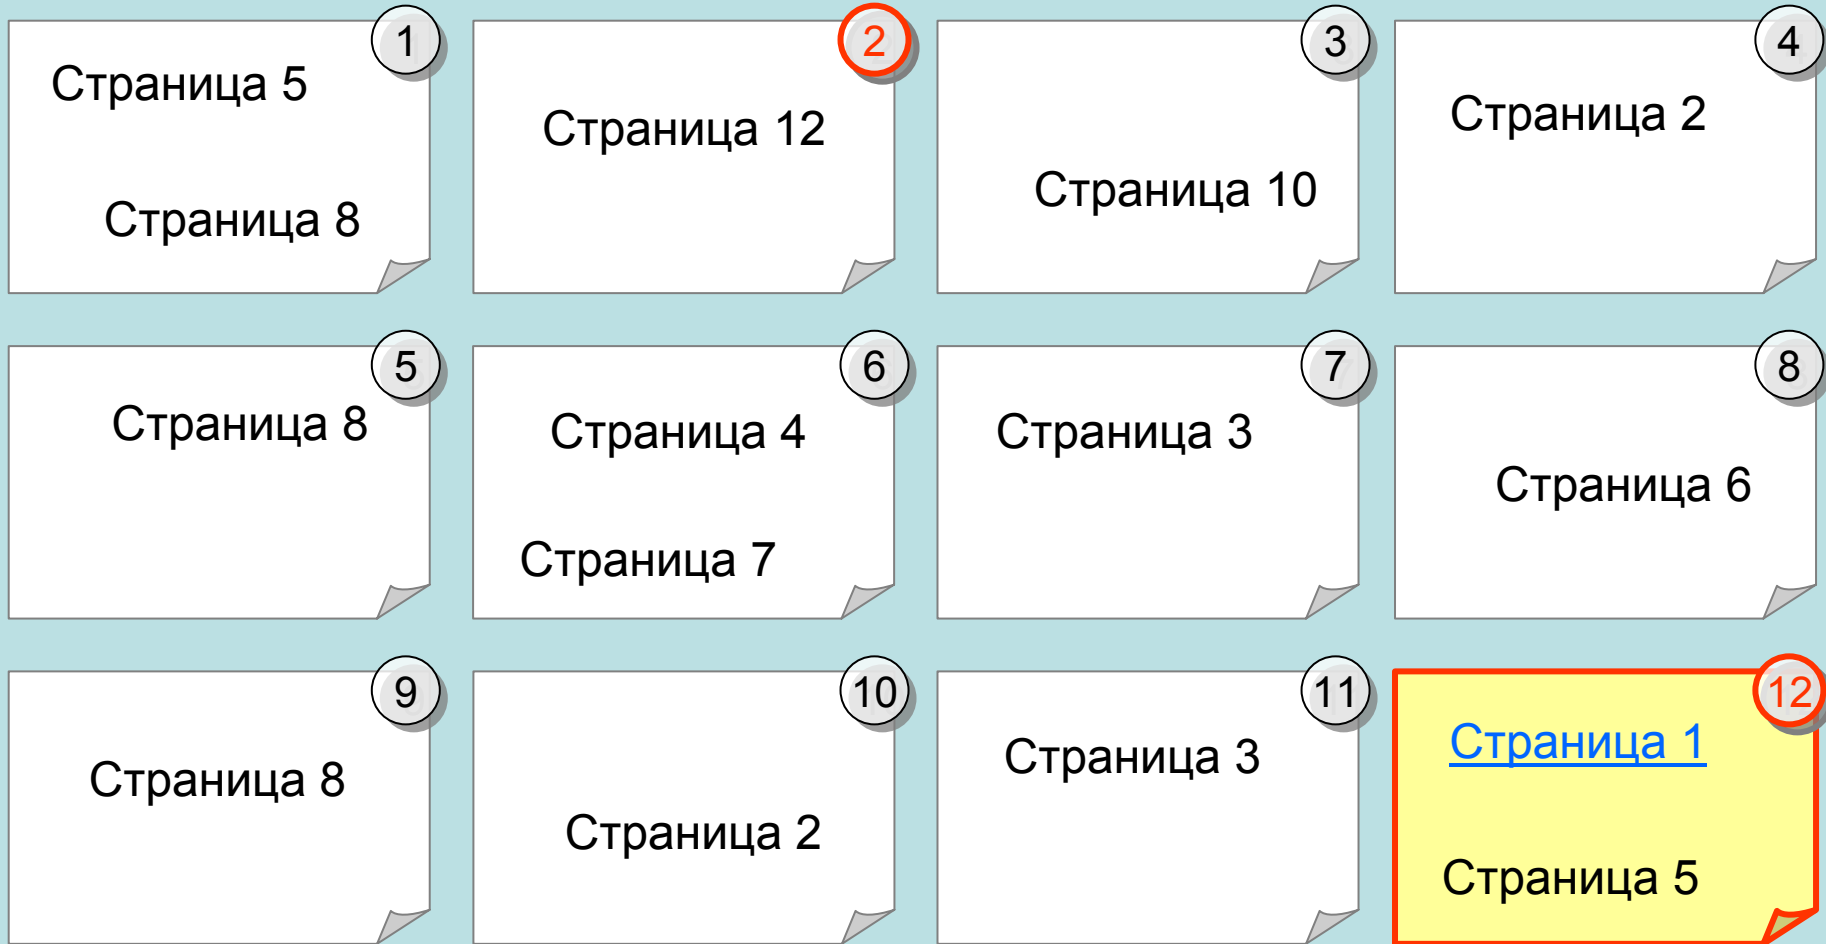 1
Страница 5
Страница 8
2
Страница 12
3
Страница 10
4
Страница 2
5
Страница 8
6
Страница 4
Страница 7
7
Страница 3
8
Страница 6
9
Страница 8
10
Страница 2
11
Страница 3
12
Страница 1
Страница 5